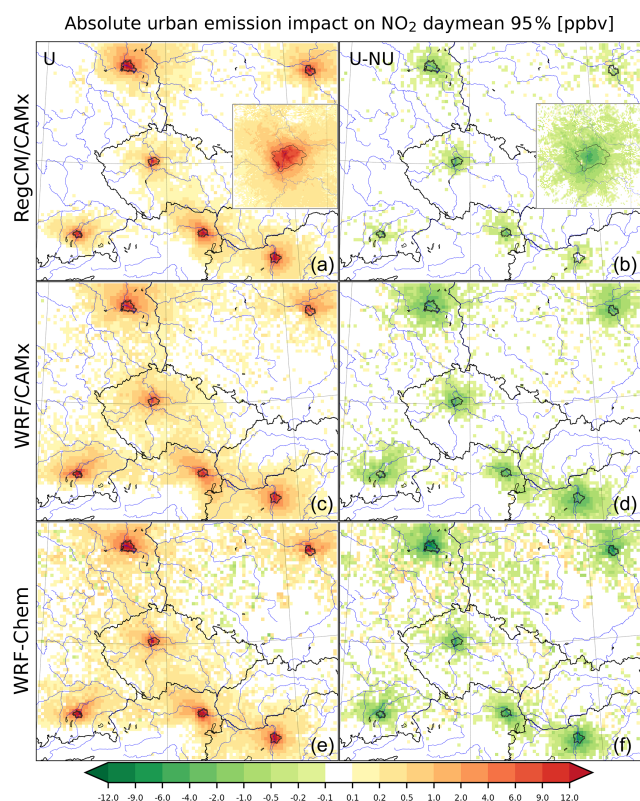 Absolute urban emission impact on NO₂ daymean 95% [ppbv]
U
U-NU
RegCM/CAMx
(a)
(b)
WRF/CAMx
(c)
(d)
WRF-Chem
(e)
(f)
-12.0 -9.0 -6.0 -4.0 -2.0 -1.0 -0.5 -0.2 -0.1 0.1 0.2 0.5 1.0 2.0 4.0 6.0 9.0 12.0